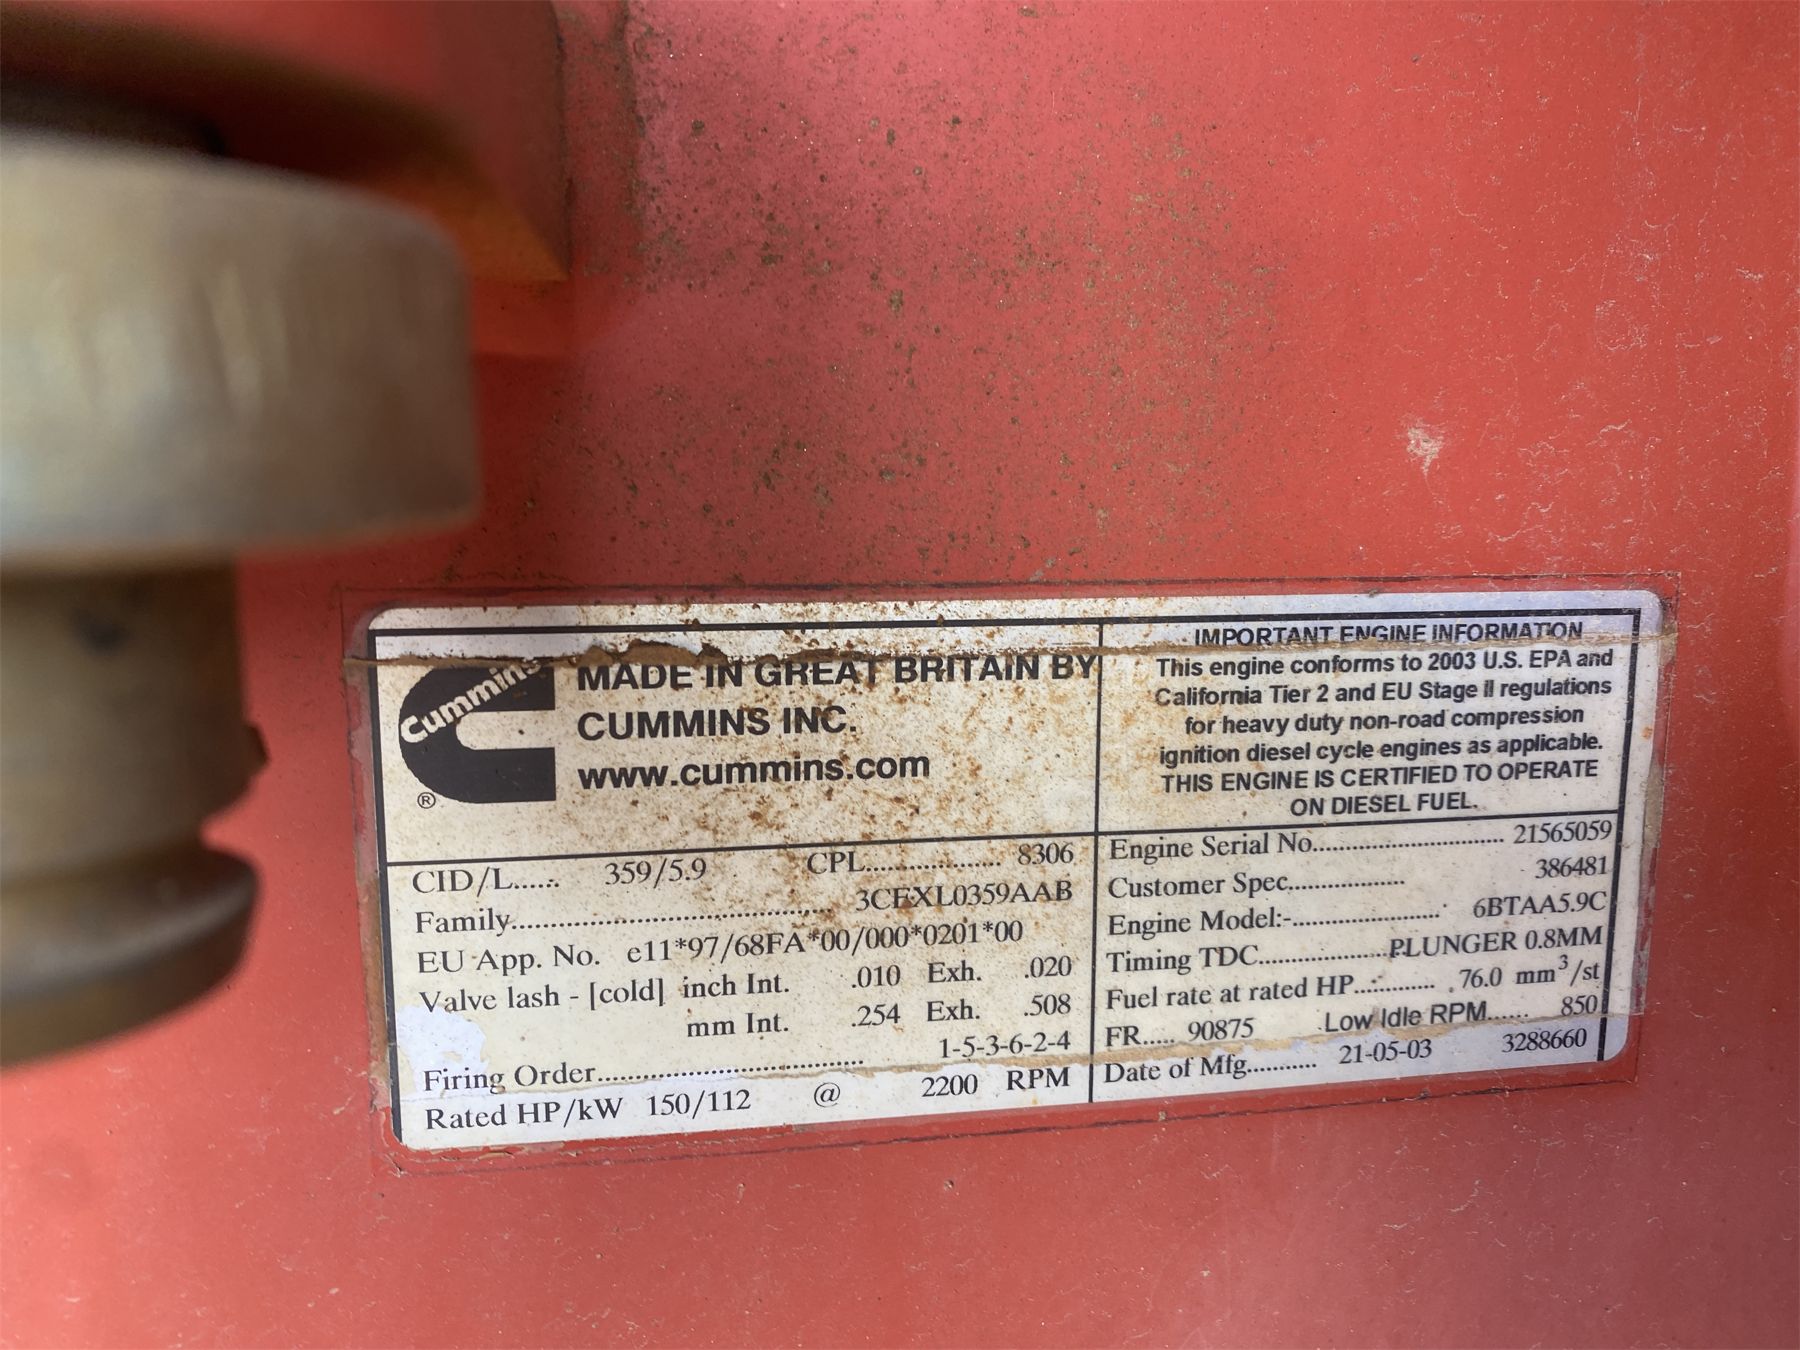 Cummins
®
MADE IN GREAT BRITAIN BY
CUMMINS INC.
www.cummins.com
IMPORTANT ENGINE INFORMATION
This engine conforms to 2003 U.S. EPA and
California Tier 2 and EU Stage II regulations
for heavy duty non-road compression
ignition diesel cycle engines as applicable.
THIS ENGINE IS CERTIFIED TO OPERATE
ON DIESEL FUEL.
CID/L...... 359/5.9 CPL.................... 8306
Family................................................ 3CEXL0359AAB
EU App. No. e11*97/68FA*00/000*0201*00
Valve lash - [cold] inch Int. .010 Exh. .020
mm Int. .254 Exh. .508
Firing Order........................................ 1-5-3-6-2-4
Rated HP/kW 150/112 @ 2200 RPM
Engine Serial No............................. 21565059
Customer Spec.................. 386481
Engine Model:-....................... 6BTAA5.9C
Timing TDC....................PLUNGER 0.8MM
Fuel rate at rated HP............. 76.0 mm³/st
FR..... 90875 Low Idle RPM...... 850
Date of Mfg........... 21-05-03 3288660